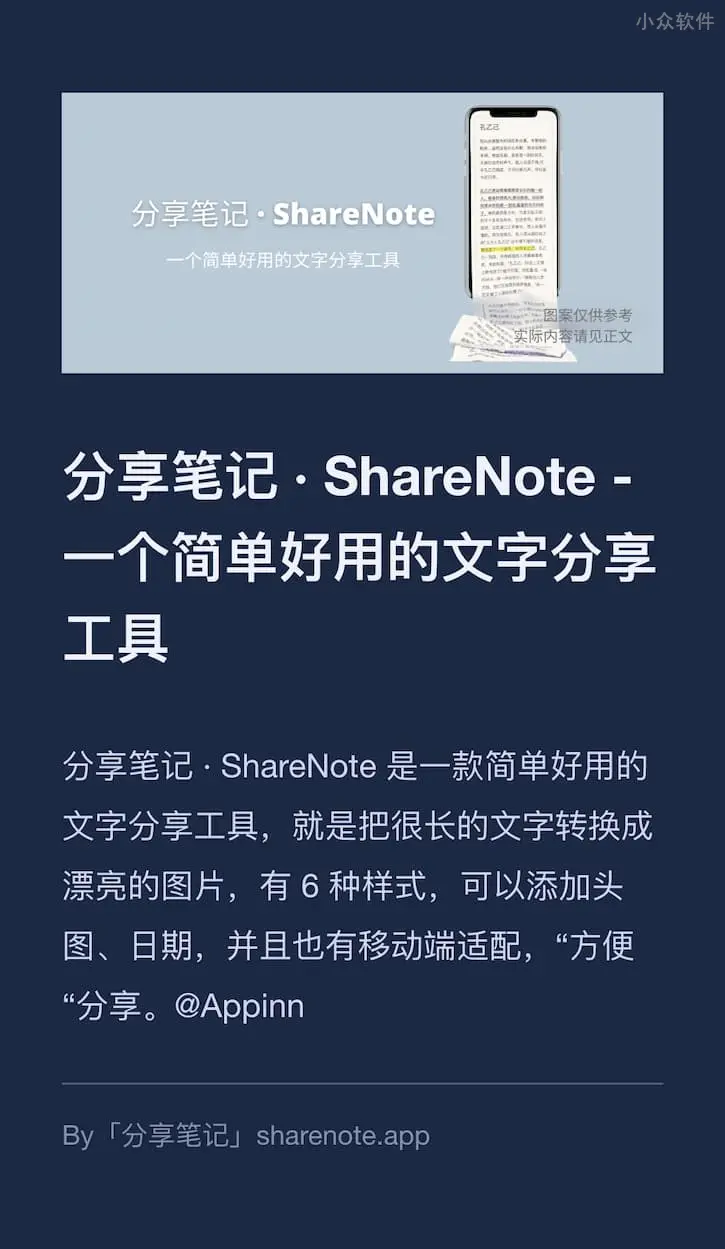 小众软件
分享笔记 · ShareNote
一个简单好用的文字分享工具
孔乙己
图案仅供参考
实际内容请见正文
分享笔记 · ShareNote -
一个简单好用的文字分享
工具
分享笔记 · ShareNote 是一款简单好用的
文字分享工具，就是把很长的文字转换成
漂亮的图片，有 6 种样式，可以添加头
图、日期，并且也有移动端适配，“方便
“分享。@Appinn
By「分享笔记」sharenote.app